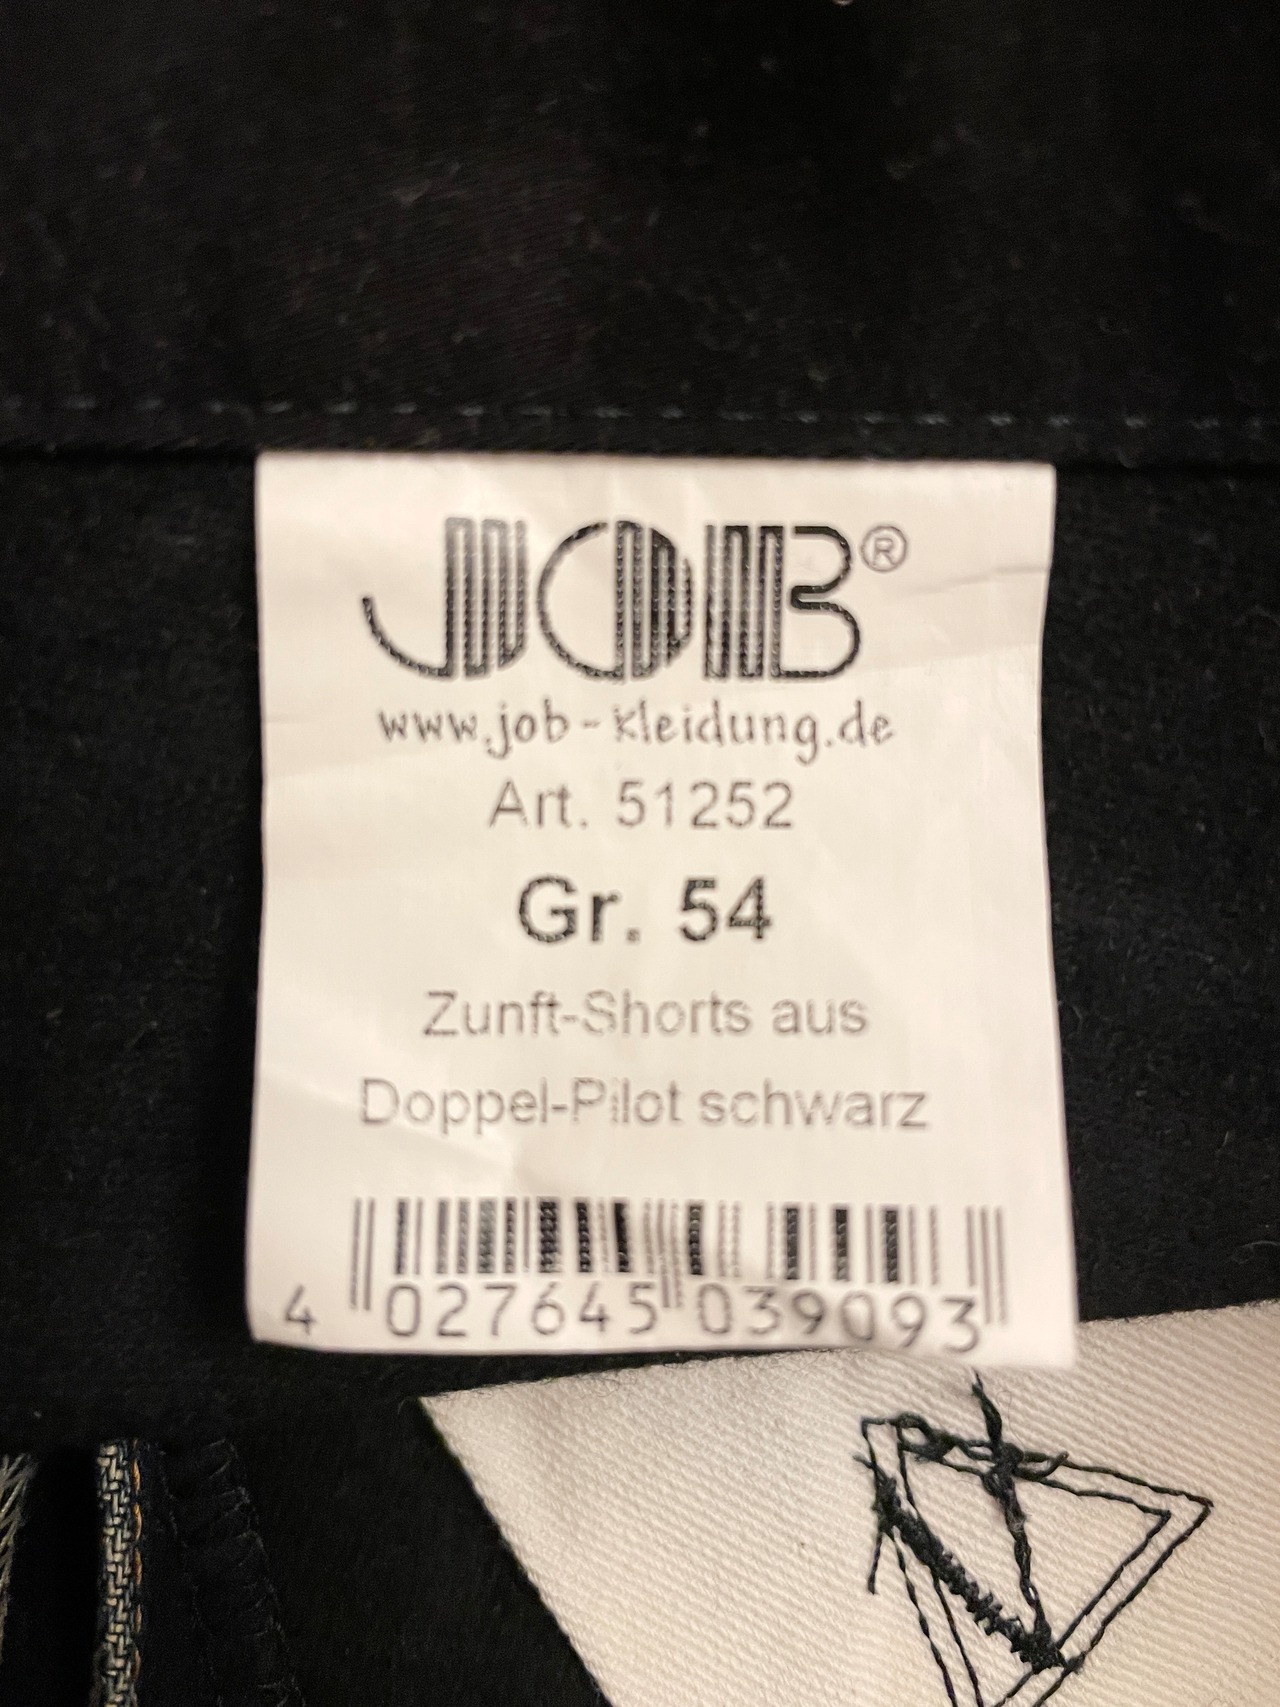 JOB®
www.job-kleidung.de
Art. 51252
Gr. 54
Zunft-Shorts aus
Doppel-Pilot schwarz
4 027645 039093